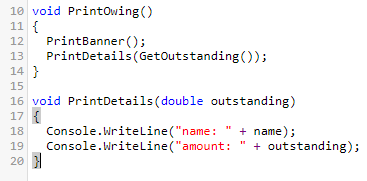 10 void PrintOwing()
11 {
12   PrintBanner();
13   PrintDetails(GetOutstanding());
14 }
15
16 void PrintDetails(double outstanding)
17 {
18   Console.WriteLine("name: " + name);
19   Console.WriteLine("amount: " + outstanding);
20 }